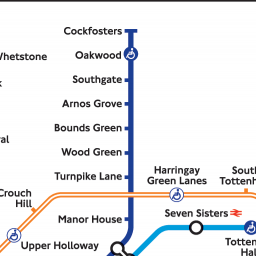 Cockfosters
Whetstone
Oakwood
Southgate
Arnos Grove
Bounds Green
Wood Green
Turnpike Lane
Harringay
Green Lanes
Crouch
Hill
Manor House
Seven Sisters
Upper Holloway